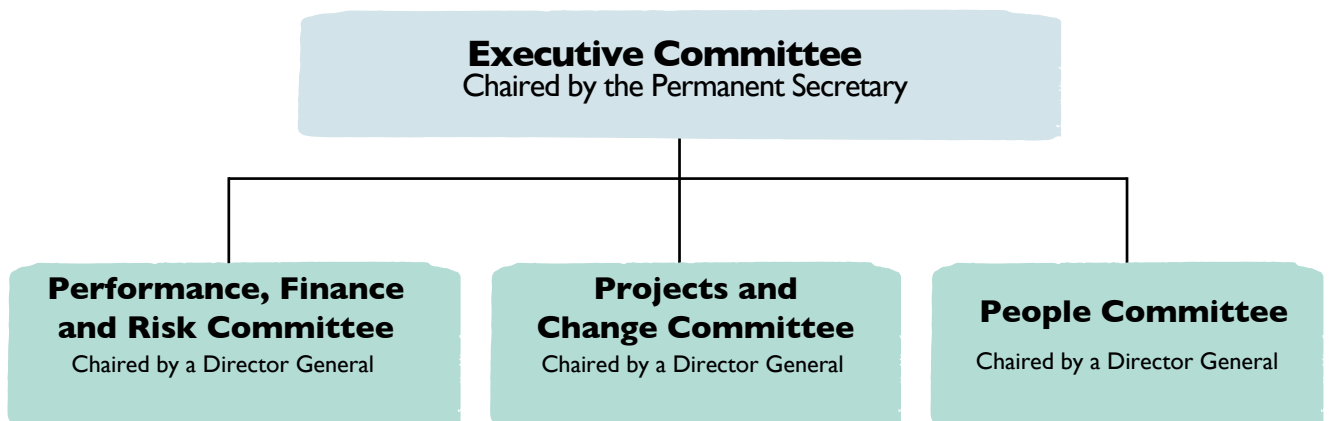 Executive Committee
Chaired by the Permanent Secretary
Performance, Finance
and Risk Committee
Chaired by a Director General
Projects and
Change Committee
Chaired by a Director General
People Committee
Chaired by a Director General